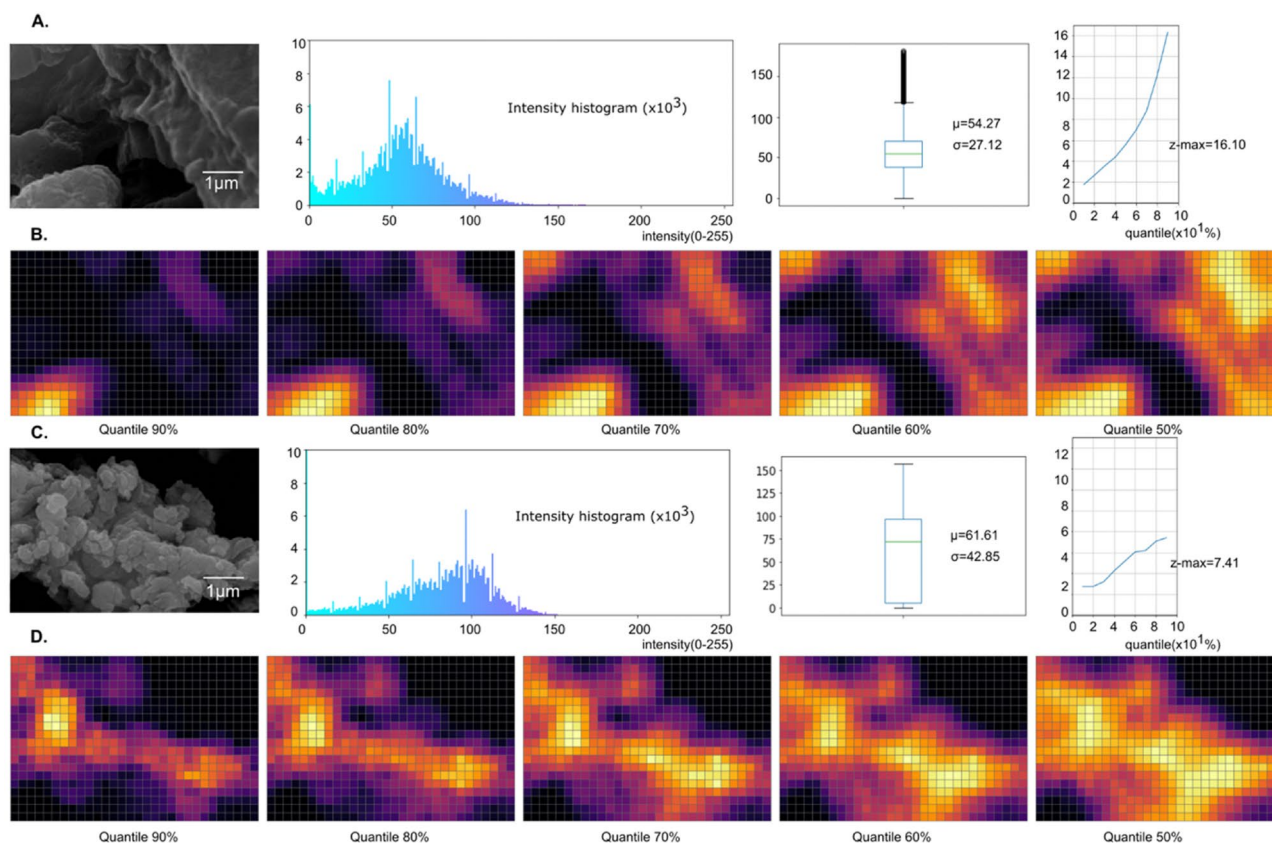 A.
1µm
10
8
6
4
2
0
0 50 100 150 200 250
Intensity histogram (x10³)
intensity(0-255)
150
100
50
0
µ=54.27
σ=27.12
16
14
12
10
8
6
4
2
0
0 2 4 6 8 10
z-max=16.10
quantile(x10¹%)
B.
Quantile 90% Quantile 80% Quantile 70% Quantile 60% Quantile 50%
C.
1µm
10
8
6
4
2
0
0 50 100 150 200 250
Intensity histogram (x10³)
intensity(0-255)
150
125
100
75
50
25
0
µ=61.61
σ=42.85
12
10
8
6
4
2
0
0 2 4 6 8 10
z-max=7.41
quantile(x10¹%)
D.
Quantile 90% Quantile 80% Quantile 70% Quantile 60% Quantile 50%